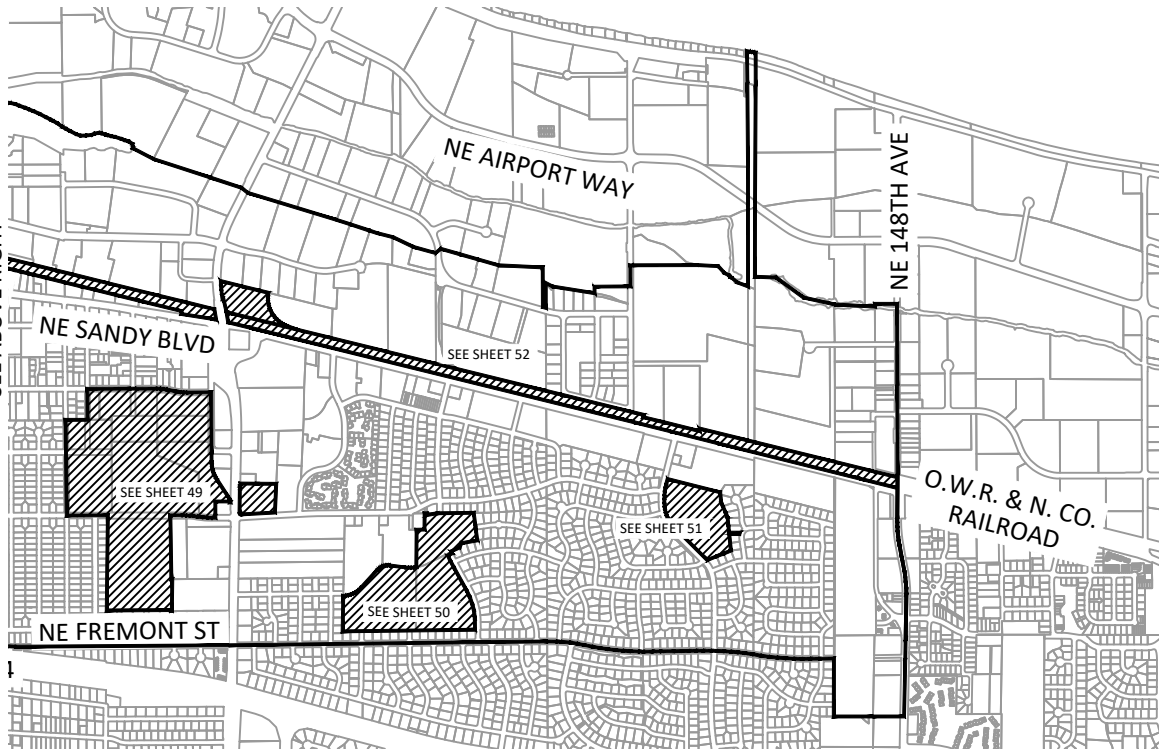 NE AIRPORT WAY
NE 148TH AVE
NE SANDY BLVD
SEE SHEET 52
SEE SHEET 49
O.W.R. & N. CO.
RAILROAD
SEE SHEET 51
SEE SHEET 50
NE FREMONT ST
4